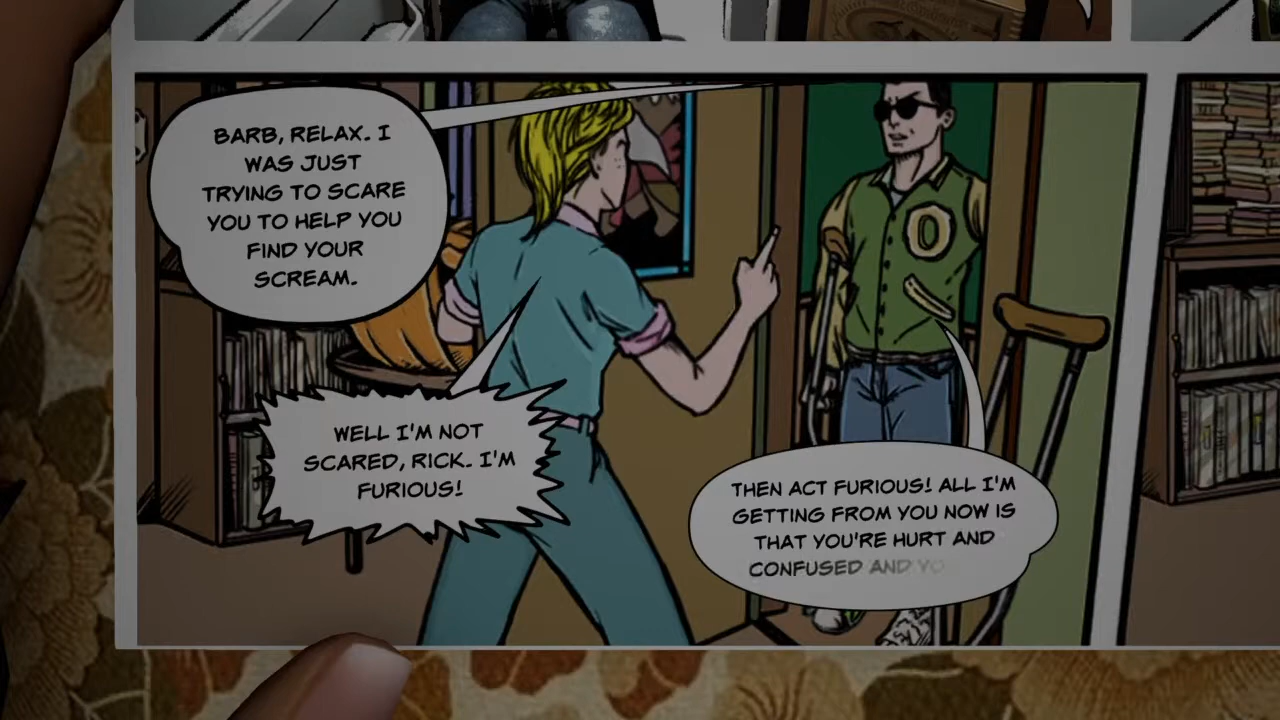 BARB, RELAX. I
WAS JUST
TRYING TO SCARE
YOU TO HELP YOU
FIND YOUR
SCREAM.
WELL I'M NOT
SCARED, RICK. I'M
FURIOUS!
O
THEN ACT FURIOUS! ALL I'M
GETTING FROM YOU NOW IS
THAT YOU'RE HURT AND
CONFUSED AND YO